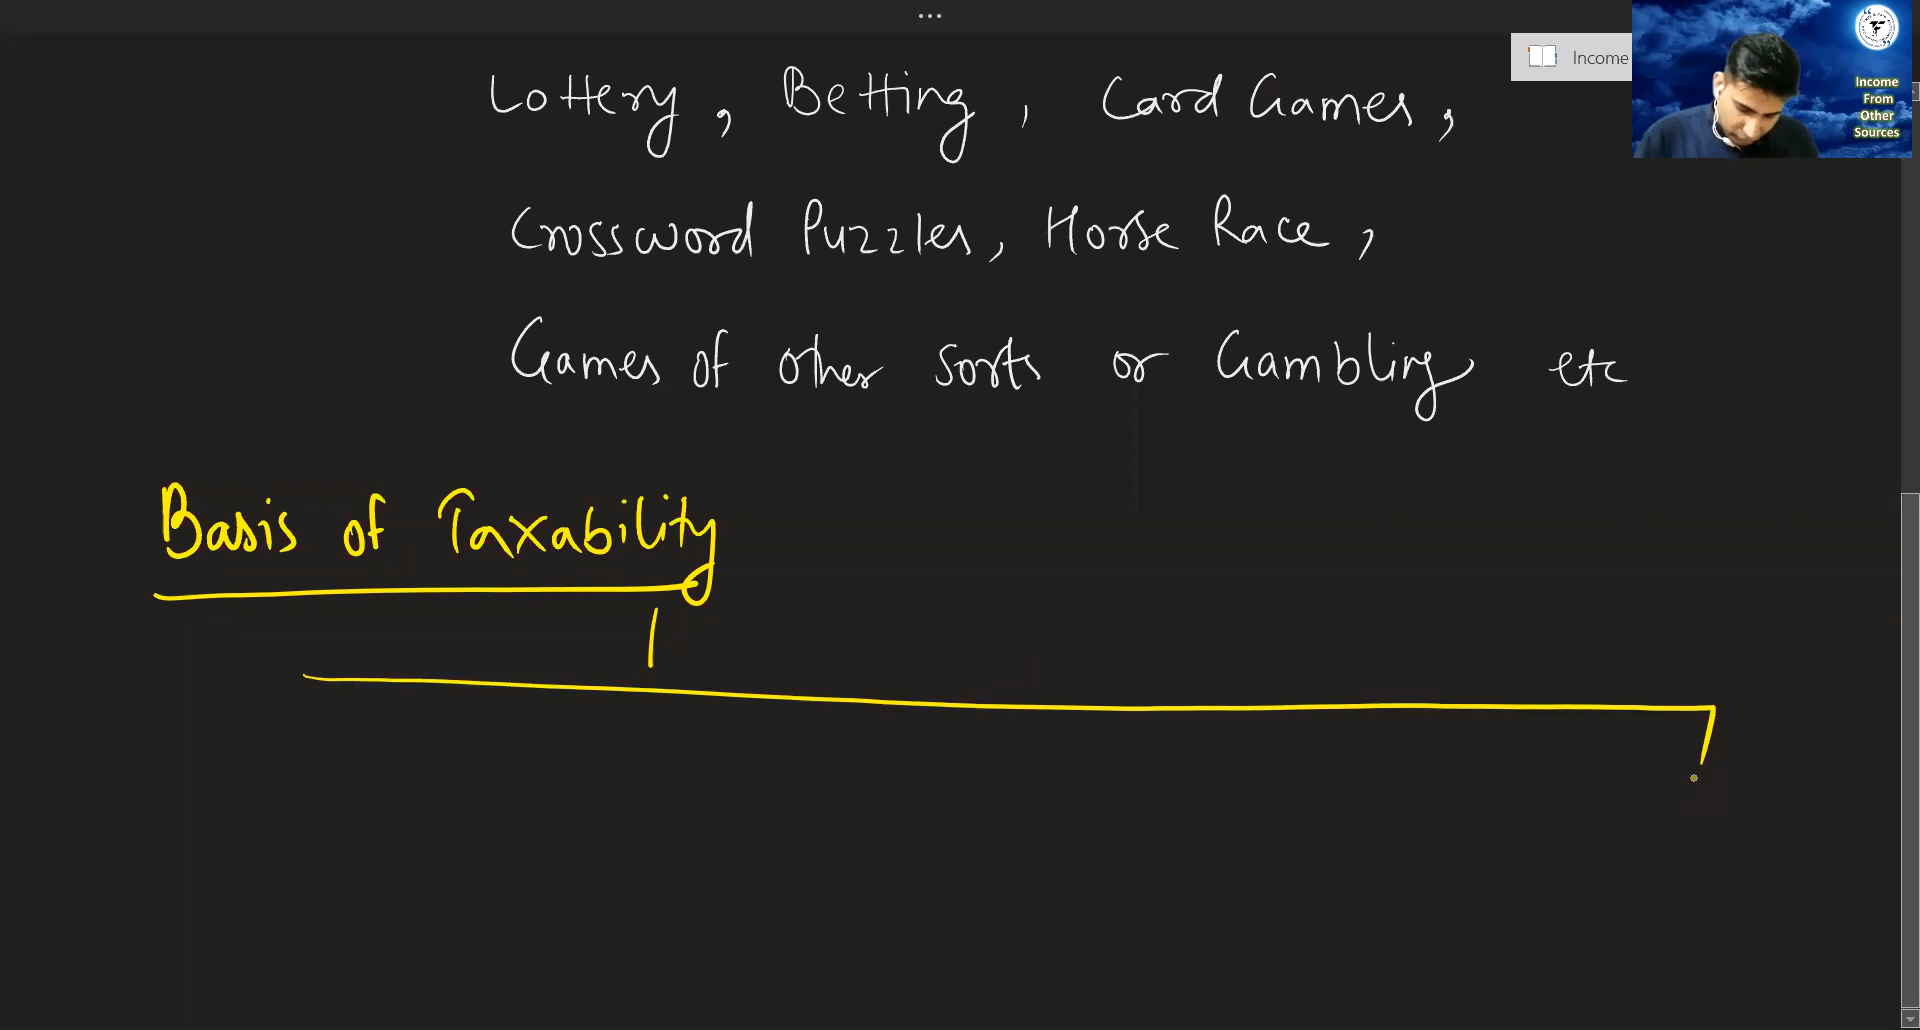 ...
Income
Income
From
Other
Sources
Lottery, Betting, Card Games,
Crossword Puzzles, Horse Race,
Games of other sorts or Gambling etc
Basis of Taxability